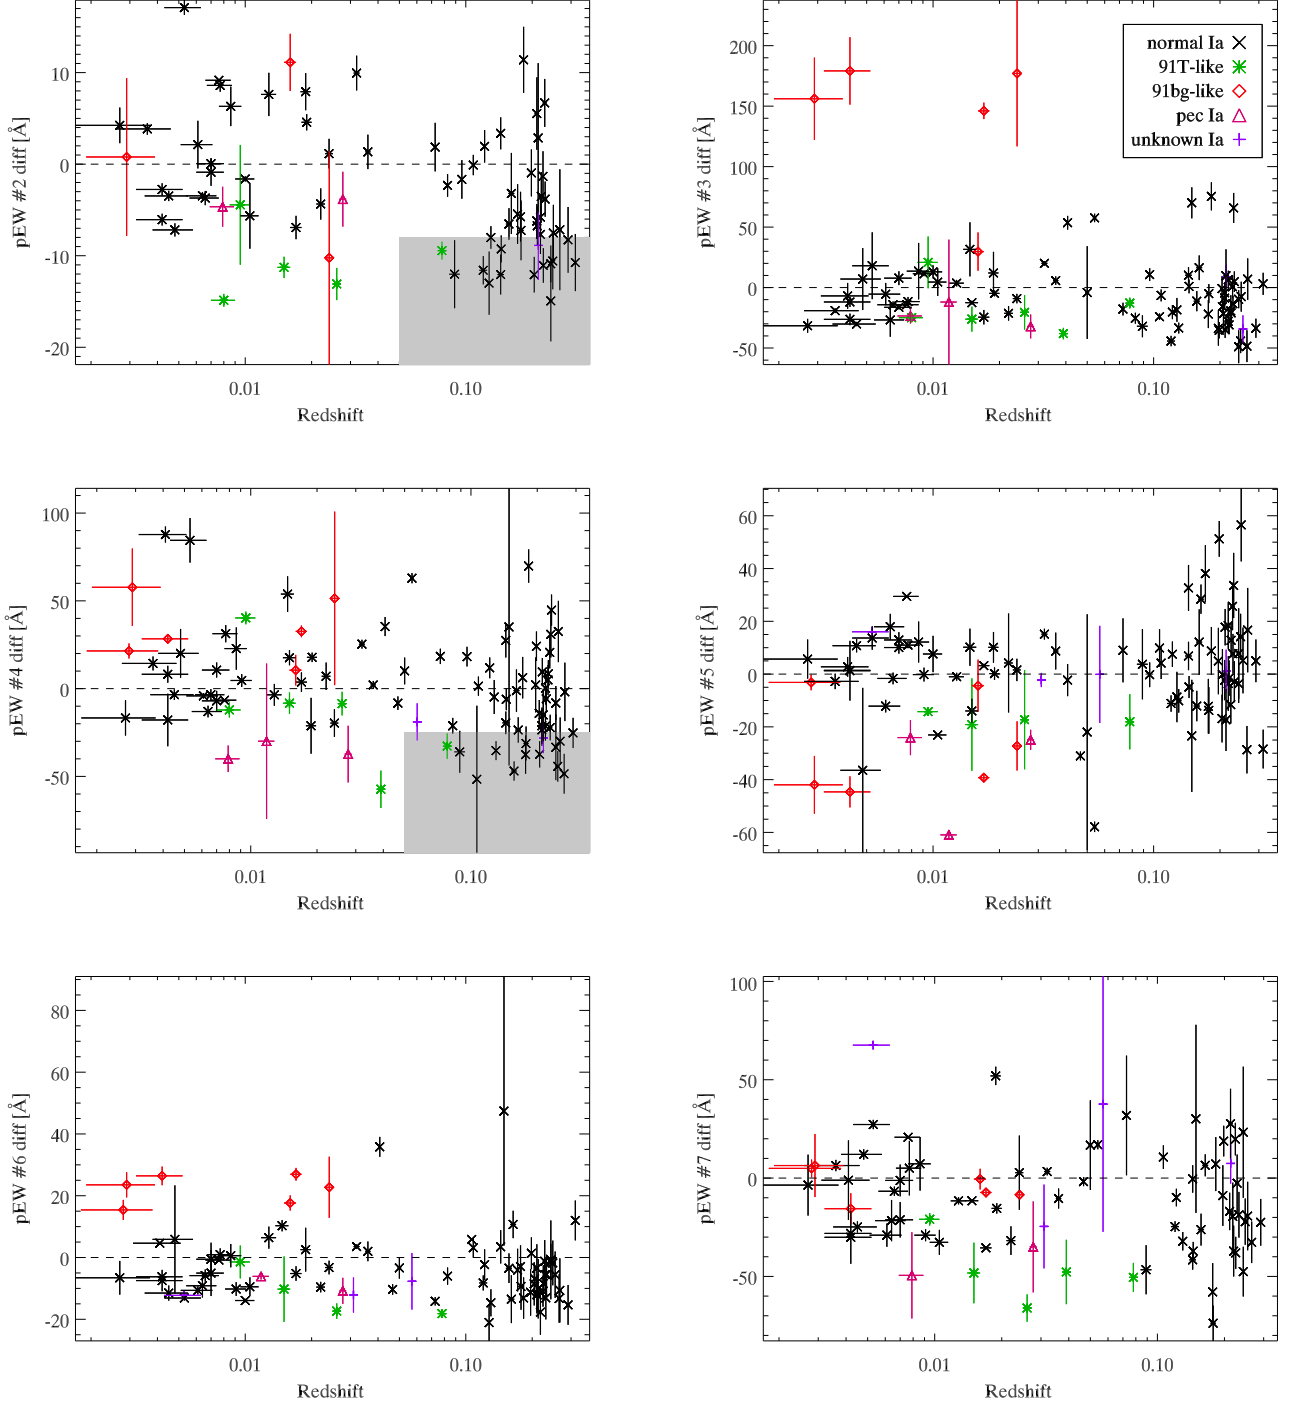 pEW #2 diff [Å]
10
0
-10
-20
0.01
0.10
Redshift
pEW #3 diff [Å]
200
150
100
50
0
-50
0.01
0.10
Redshift
normal Ia
91T-like
91bg-like
pec Ia
unknown Ia
pEW #4 diff [Å]
100
50
0
-50
0.01
0.10
Redshift
pEW #5 diff [Å]
60
40
20
0
-20
-40
-60
0.01
0.10
Redshift
pEW #6 diff [Å]
80
60
40
20
0
-20
0.01
0.10
Redshift
pEW #7 diff [Å]
100
50
0
-50
0.01
0.10
Redshift